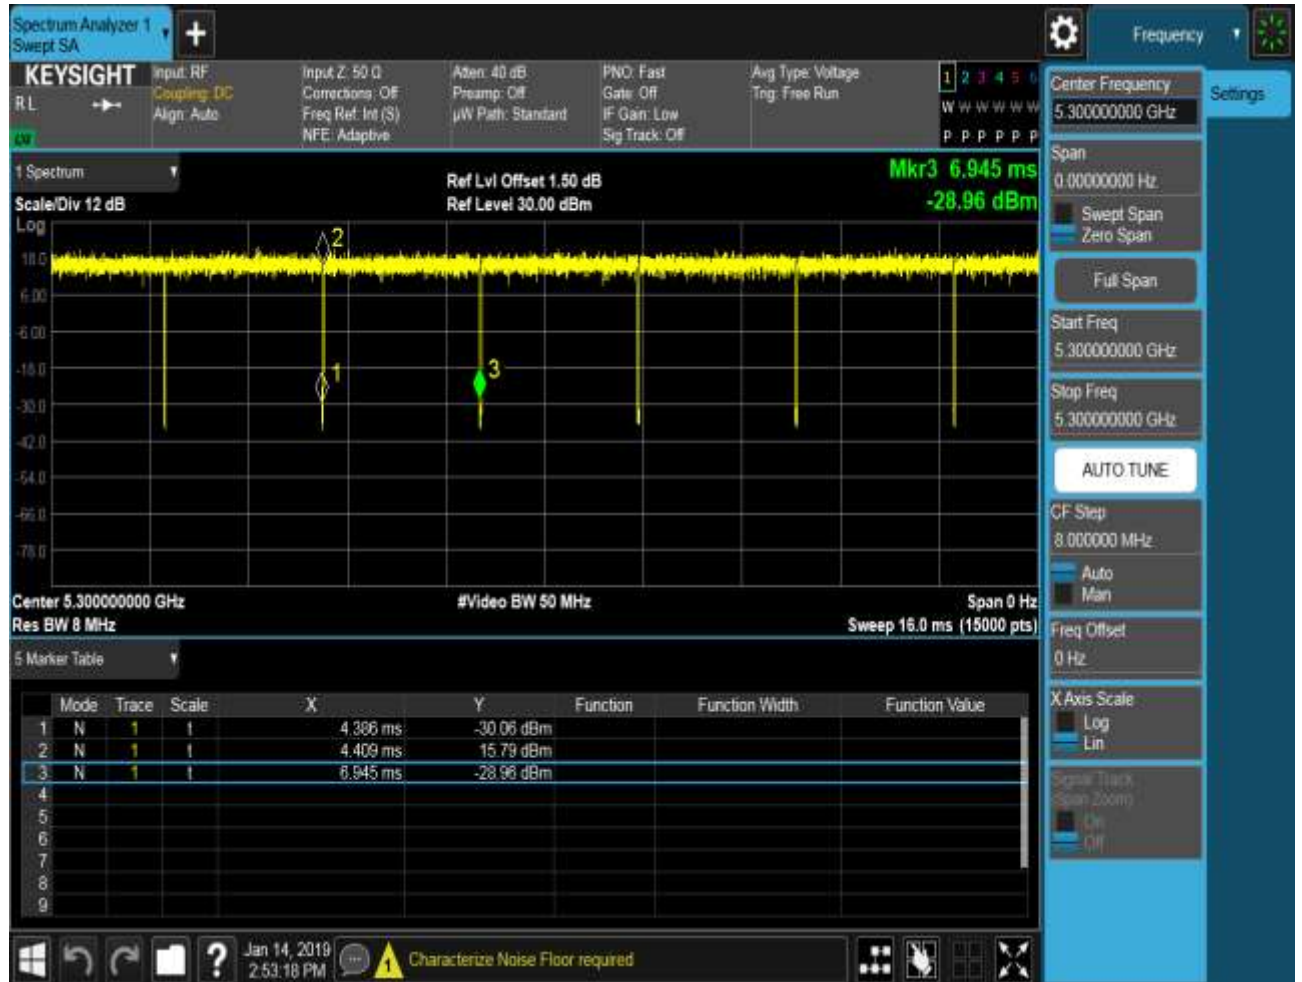 Spectrum Analyzer 1
Swept SA
Frequency
KEYSIGHT
R L
Input: RF
Coupling: DC
Align: Auto
Input Z: 50 Ω
Corrections: Off
Freq Ref: Int (S)
NFE: Adaptive
Atten: 40 dB
Preamp: Off
µW Path: Standard
PNO: Fast
Gate: Off
IF Gain: Low
Sig Track: Off
Avg Type: Voltage
Trig: Free Run
1 2 3 4 5 6
W W W W W W
P P P P P P
1 Spectrum
Scale/Div 12 dB
Ref Lvl Offset 1.50 dB
Ref Level 30.00 dBm
Mkr3 6.945 ms
-28.96 dBm
Log
18.0
6.00
-6.00
-18.0
-30.0
-42.0
-54.0
-66.0
-78.0
2
1
3
Center 5.300000000 GHz
#Video BW 50 MHz
Span 0 Hz
Res BW 8 MHz
Sweep 16.0 ms (15000 pts)
5 Marker Table
Mode Trace Scale X Y Function Function Width Function Value
1 N 1 t 4.386 ms -30.06 dBm
2 N 1 t 4.409 ms 15.79 dBm
3 N 1 t 6.945 ms -28.96 dBm
4
5
6
7
8
9
Jan 14, 2019
2:53:18 PM
Characterize Noise Floor required
Center Frequency
5.300000000 GHz
Settings
Span
0.00000000 Hz
Swept Span
Zero Span
Full Span
Start Freq
5.300000000 GHz
Stop Freq
5.300000000 GHz
AUTO TUNE
CF Step
8.000000 MHz
Auto
Man
Freq Offset
0 Hz
X Axis Scale
Log
Lin
Signal Track
(Span Zoom)
On
Off